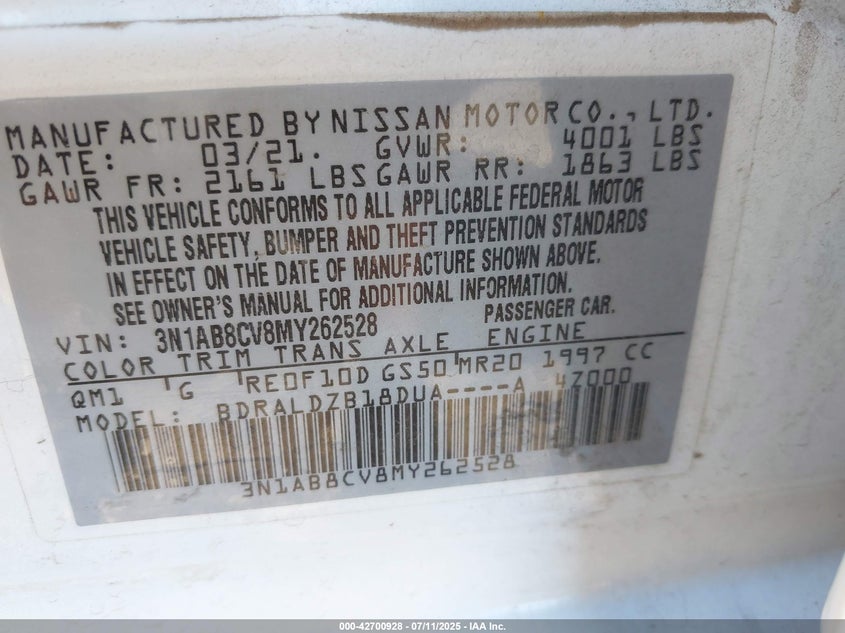 MANUFACTURED BY NISSAN MOTOR CO., LTD.
DATE: 03/21. GVWR: 4001 LBS
GAWR FR: 2161 LBS GAWR RR: 1863 LBS
THIS VEHICLE CONFORMS TO ALL APPLICABLE FEDERAL MOTOR
VEHICLE SAFETY, BUMPER AND THEFT PREVENTION STANDARDS
IN EFFECT ON THE DATE OF MANUFACTURE SHOWN ABOVE.
SEE OWNER'S MANUAL FOR ADDITIONAL INFORMATION.
VIN: 3N1AB8CV8MY262528 PASSENGER CAR.
COLOR TRIM TRANS AXLE ENGINE
QM1 G RE0F10D GS50 MR20 1997 CC
MODEL: BDRALDZB18DUA----A 47000
3N1AB8CV8MY262528
000-42700928 - 07/11/2025 - IAA Inc.